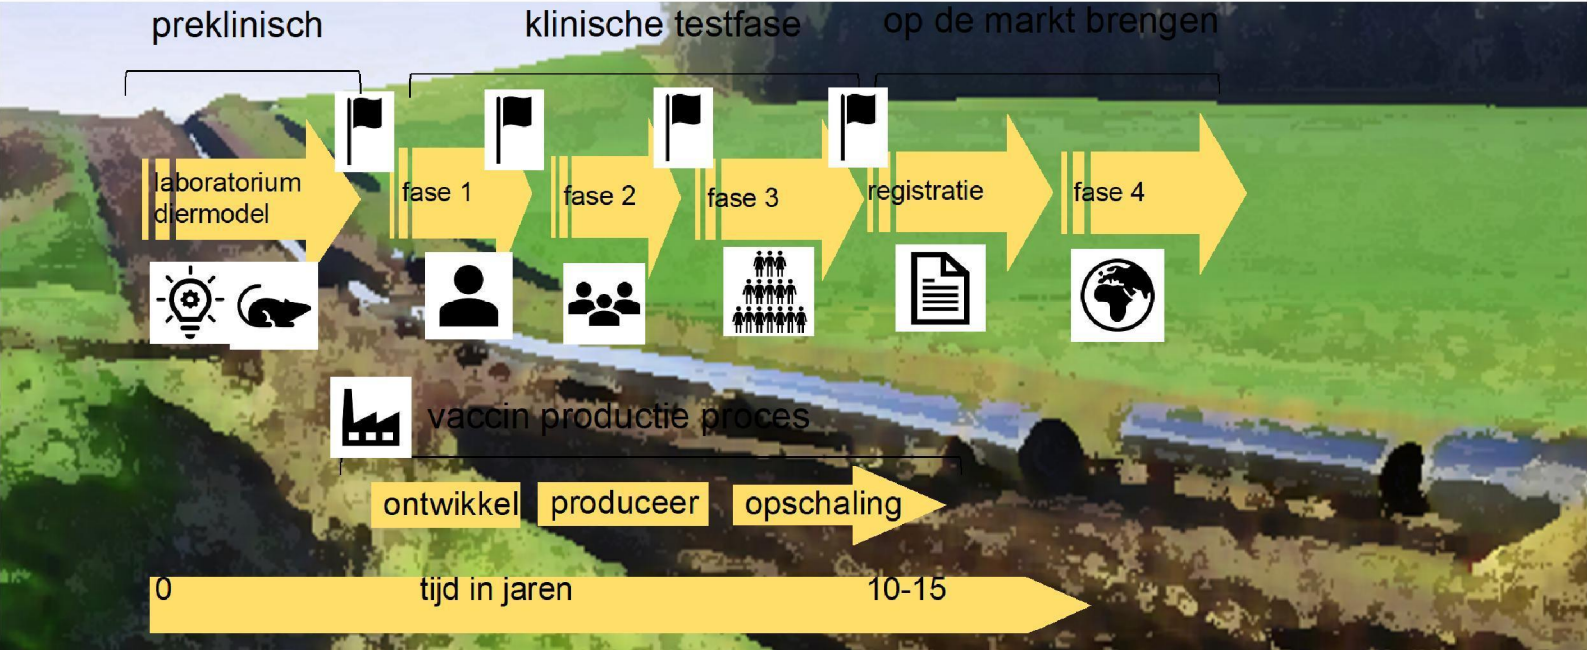 preklinisch
klinische testfase
op de markt brengen
laboratorium
diermodel
fase 1
fase 2
fase 3
registratie
fase 4
vaccin productie proces
ontwikkel
produceer
opschaling
0
tijd in jaren
10-15